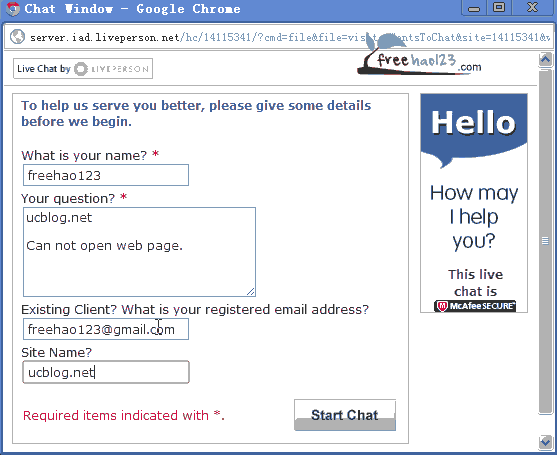 Chat Window - Google Chrome
server.iad.liveperson.net/hc/14115341/?cmd=file&file=visit
antsToChat&site=14115341&
freehao123.com
Live Chat by LIVEPERSON
To help us serve you better, please give some details
before we begin.
What is your name? *
freehao123
Your question? *
ucblog.net
Can not open web page.
Existing Client? What is your registered email address?
freehao123@gmail.com
Site Name?
ucblog.net
Required items indicated with *.
Start Chat
Hello
How may
I help
you?
This live
chat is
McAfee SECURE